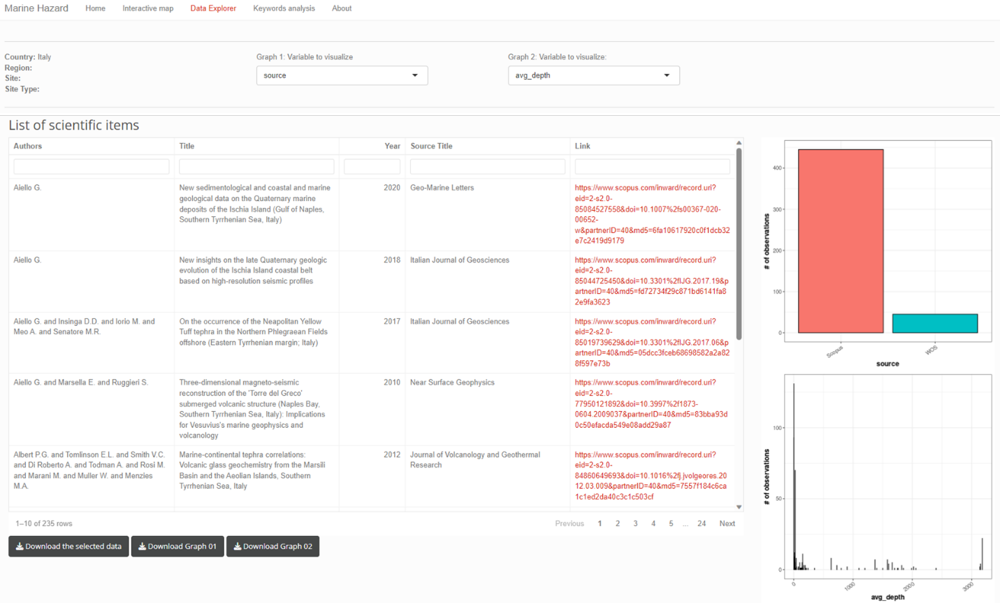 Marine Hazard Home Interactive map Data Explorer Keywords analysis About
Country: Italy
Region:
Site:
Site Type:
Graph 1: Variable to visualize
source
Graph 2: Variable to visualize:
avg_depth
List of scientific items
Authors Title Year Source Title Link
Aiello G.
New sedimentological and coastal and marine
geological data on the Quaternary marine
deposits of the Ischia Island (Gulf of Naples,
Southern Tyrrhenian Sea, Italy)
2020
Geo-Marine Letters
https://www.scopus.com/inward/record.uri?
eid=2-s2.0-
85084527558&doi=10.1007%2fs00367-020-
00652-
w&partnerID=40&md5=6fa10617920c0f1dcb32
e7c2419d9179
Aiello G.
New insights on the late Quaternary geologic
evolution of the Ischia Island coastal belt
based on high-resolution seismic profiles
2018
Italian Journal of Geosciences
https://www.scopus.com/inward/record.uri?
eid=2-s2.0-
85044725450&doi=10.3301%2fIJG.2017.19&p
artnerID=40&md5=fd72734f29c871bd6141fa8
2e9fa3623
Aiello G. and Insinga D.D. and Iorio M. and
Meo A. and Senatore M.R.
On the occurrence of the Neapolitan Yellow
Tuff tephra in the Northern Phlegraean Fields
offshore (Eastern Tyrrhenian margin; Italy)
2017
Italian Journal of Geosciences
https://www.scopus.com/inward/record.uri?
eid=2-s2.0-
85019739629&doi=10.3301%2fIJG.2017.06&p
artnerID=40&md5=05dcc3fceb68698582a2a82
8f597e73b
Aiello G. and Marsella E. and Ruggieri S.
Three-dimensional magneto-seismic
reconstruction of the 'Torre del Greco'
submerged volcanic structure (Naples Bay,
Southern Tyrrhenian Sea, Italy): Implications
for Vesuvius's marine geophysics and
volcanology
2010
Near Surface Geophysics
https://www.scopus.com/inward/record.uri?
eid=2-s2.0-
77950121892&doi=10.3997%2f1873-
0604.2009037&partnerID=40&md5=83bba93d
0c50efacda549e08add29a87
Albert P.G. and Tomlinson E.L. and Smith V.C.
and Di Roberto A. and Todman A. and Rosi M.
and Marani M. and Muller W. and Menzies
M.A.
Marine-continental tephra correlations:
Volcanic glass geochemistry from the Marsili
Basin and the Aeolian Islands, Southern
Tyrrhenian Sea, Italy
2012
Journal of Volcanology and Geothermal
Research
https://www.scopus.com/inward/record.uri?
eid=2-s2.0-
84860649693&doi=10.1016%2fj.jvolgeores.20
12.03.009&partnerID=40&md5=7557f184c6ca
1c1ed2da40c3c1c503cf
1–10 of 235 rows
Previous 1 2 3 4 5 ... 24 Next
Download the selected data
Download Graph 01
Download Graph 02
# of observations
400
300
200
100
0
Scopus
WOS
source
# of observations
100
50
0
0
1000
2000
3000
avg_depth